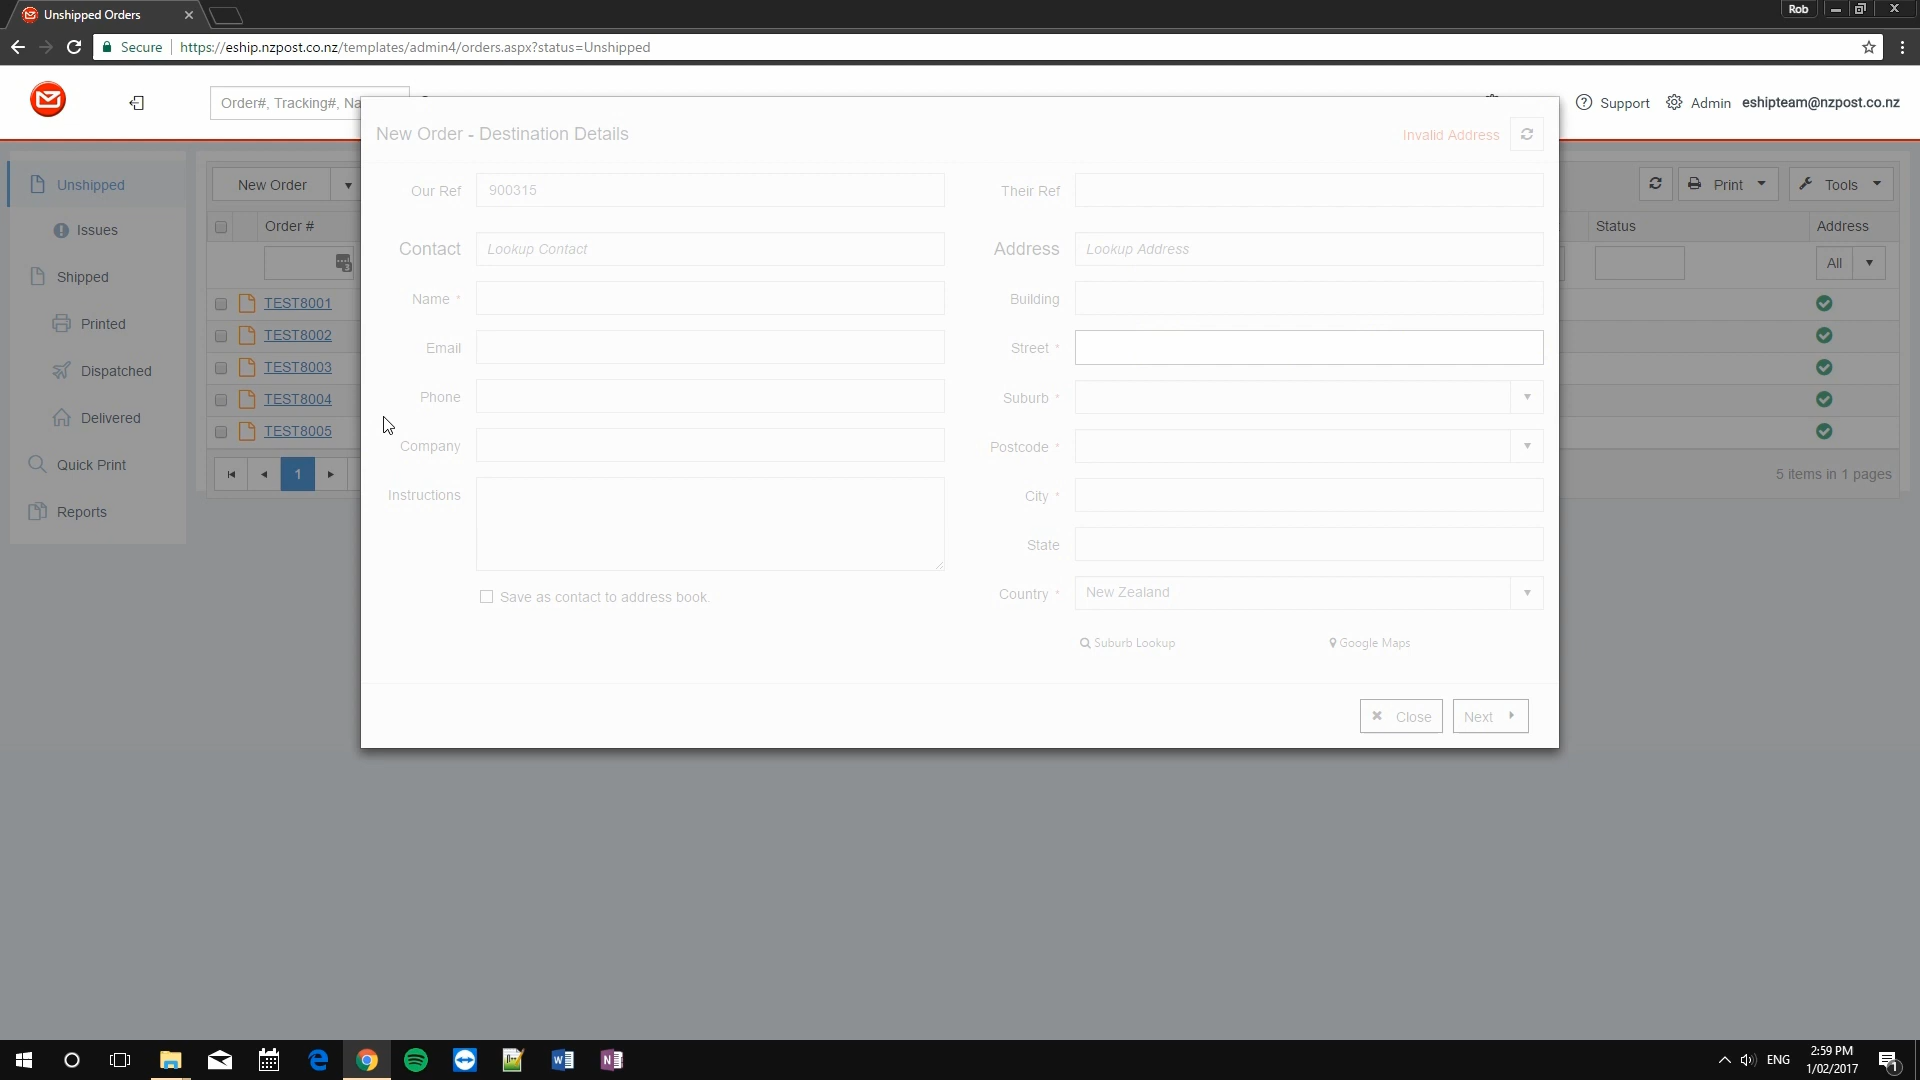 Unshipped Orders
Rob
Secure https://eship.nzpost.co.nz/templates/admin4/orders.aspx?status=Unshipped
Order#, Tracking#, Na
Support Admin eshipteam@nzpost.co.nz
New Order - Destination Details Invalid Address
Unshipped
Issues
Shipped
Printed
Dispatched
Delivered
Quick Print
Reports
New Order
Order #
TEST8001
TEST8002
TEST8003
TEST8004
TEST8005
1
Our Ref 900315
Contact Lookup Contact
Name *
Email
Phone
Company
Instructions
Save as contact to address book.
Their Ref
Address Lookup Address
Building
Street *
Suburb *
Postcode *
City *
State
Country * New Zealand
Suburb Lookup Google Maps
Close Next
Print Tools
Status Address
All
5 items in 1 pages
ENG
2:59 PM
1/02/2017
1